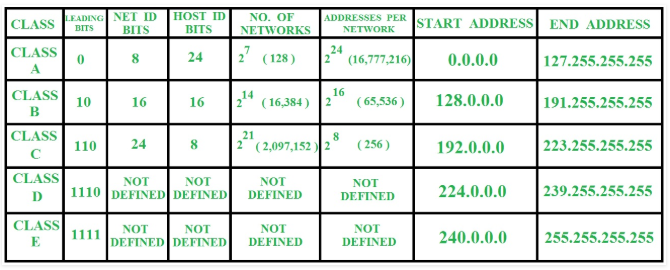 CLASS LEADING BITS NET ID BITS HOST ID BITS NO. OF NETWORKS ADDRESSES PER NETWORK START ADDRESS END ADDRESS
CLASS A 0 8 24 2^7 ( 128 ) 2^24 (16,777,216) 0.0.0.0 127.255.255.255
CLASS B 10 16 16 2^14 ( 16,384 ) 2^16 ( 65,536 ) 128.0.0.0 191.255.255.255
CLASS C 110 24 8 2^21 ( 2,097,152 ) 2^8 ( 256 ) 192.0.0.0 223.255.255.255
CLASS D 1110 NOT DEFINED NOT DEFINED NOT DEFINED NOT DEFINED 224.0.0.0 239.255.255.255
CLASS E 1111 NOT DEFINED NOT DEFINED NOT DEFINED NOT DEFINED 240.0.0.0 255.255.255.255